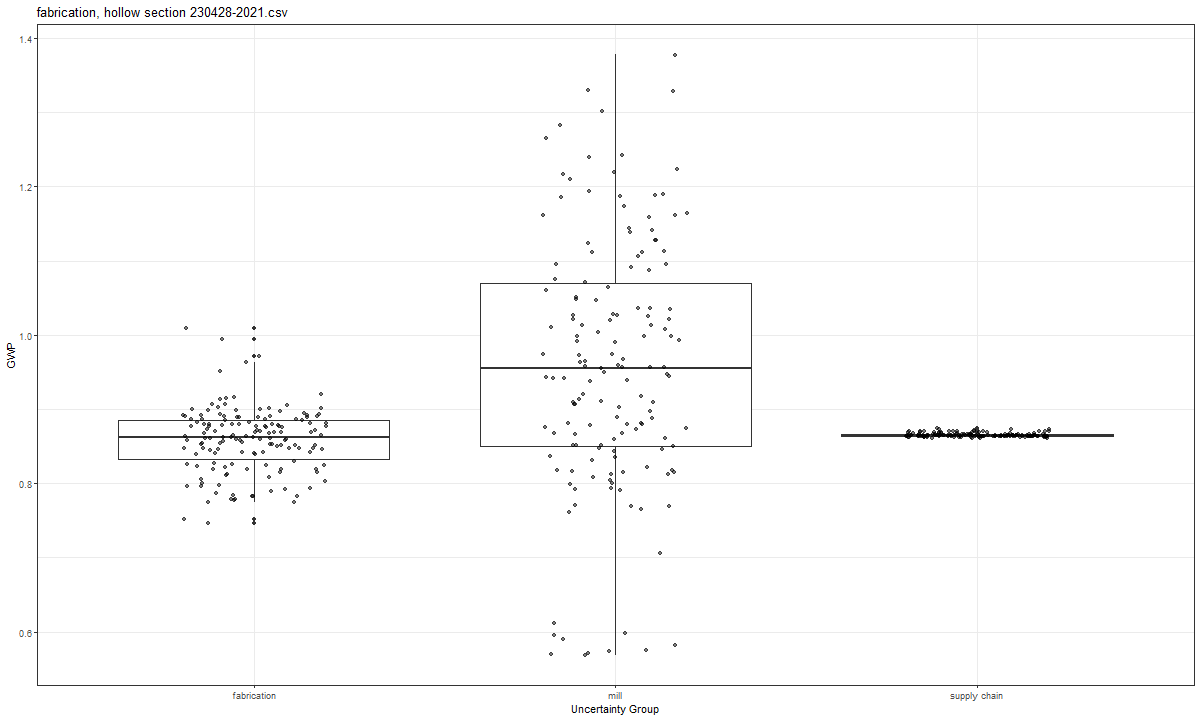 fabrication, hollow section 230428-2021.csv
1.4
1.2
1.0
0.8
0.6
GWP
fabrication
mill
supply chain
Uncertainty Group